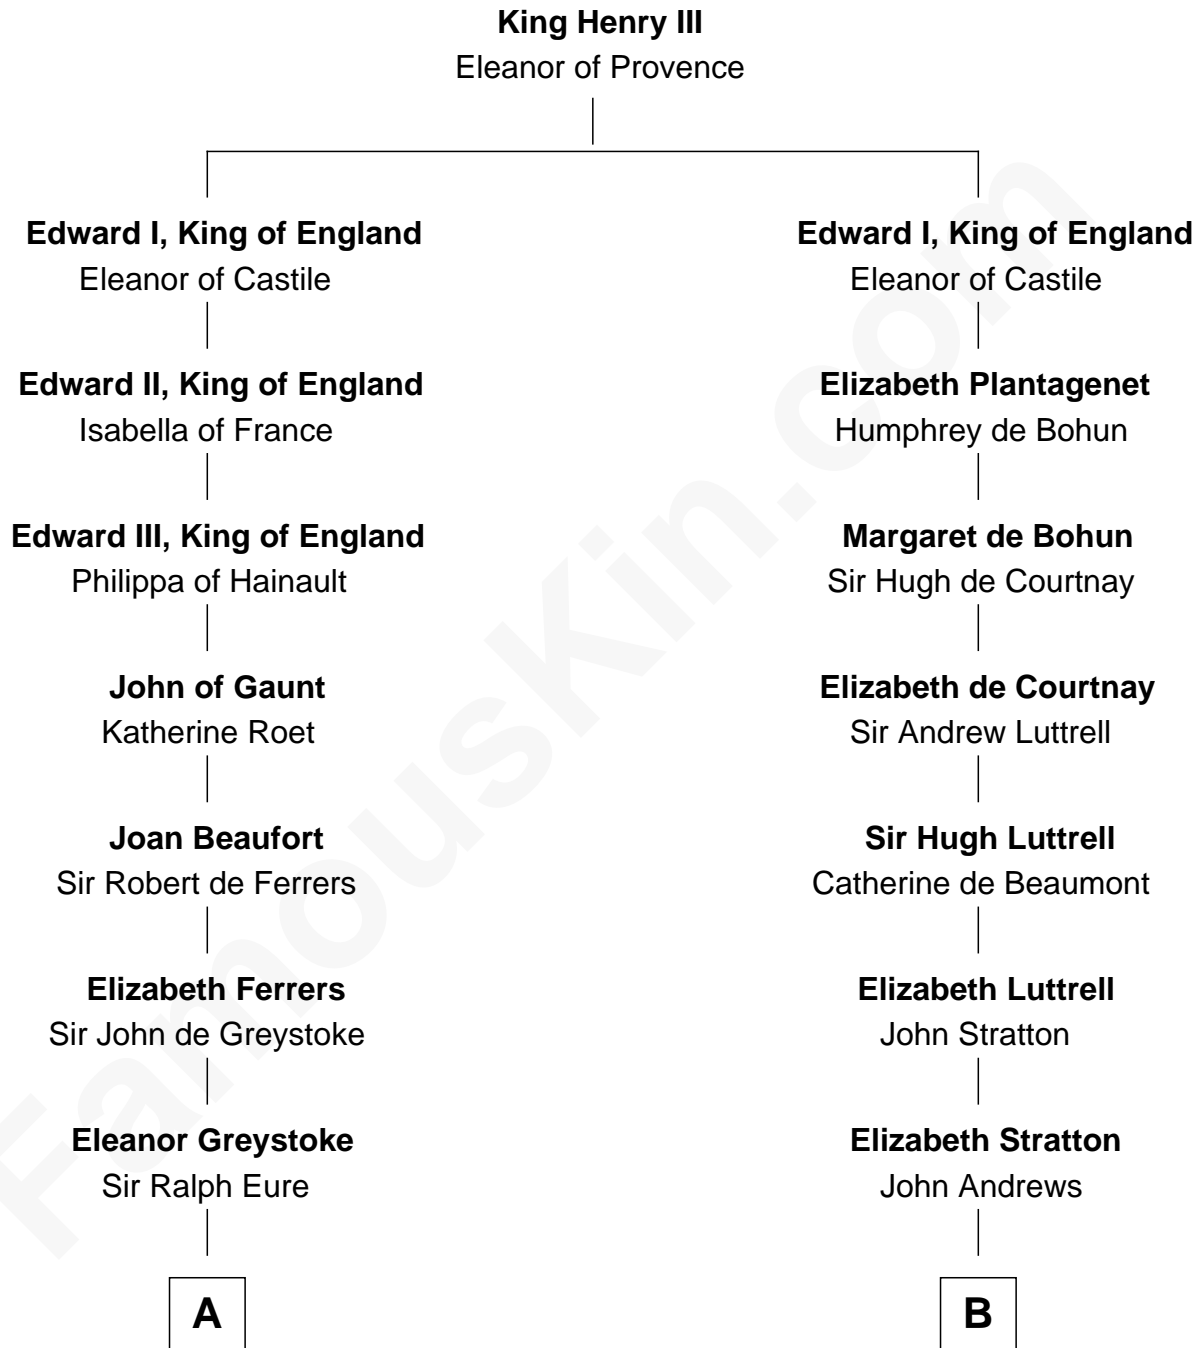 King Henry III
Eleanor of Provence
Edward I, King of England
Eleanor of Castile
Edward II, King of England
Isabella of France
Edward III, King of England
Philippa of Hainault
John of Gaunt
Katherine Roet
Joan Beaufort
Sir Robert de Ferrers
Elizabeth Ferrers
Sir John de Greystoke
Eleanor Greystoke
Sir Ralph Eure
A
Edward I, King of England
Eleanor of Castile
Elizabeth Plantagenet
Humphrey de Bohun
Margaret de Bohun
Sir Hugh de Courtnay
Elizabeth de Courtnay
Sir Andrew Luttrell
Sir Hugh Luttrell
Catherine de Beaumont
Elizabeth Luttrell
John Stratton
Elizabeth Stratton
John Andrews
B
FamousKin.com